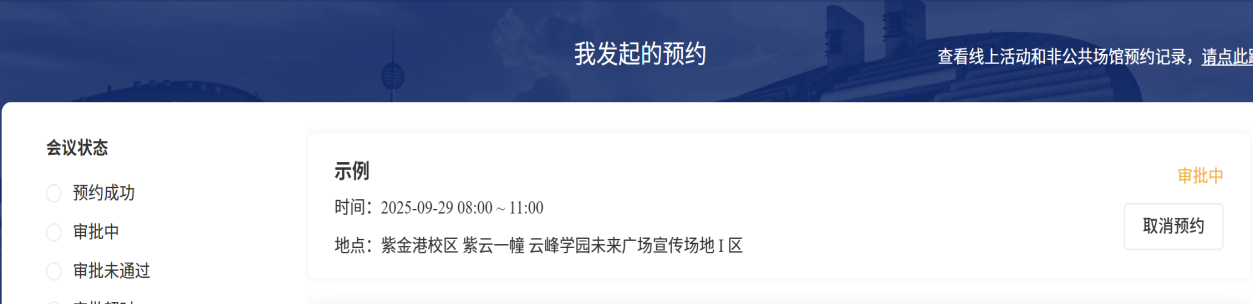 我发起的预约
查看线上活动和非公共场馆预约记录，请点此
会议状态
预约成功
审批中
审批未通过
示例
审批中
时间：2025-09-29 08:00 ~ 11:00
取消预约
地点：紫金港校区 紫云一幢 云峰学园未来广场宣传场地 I 区